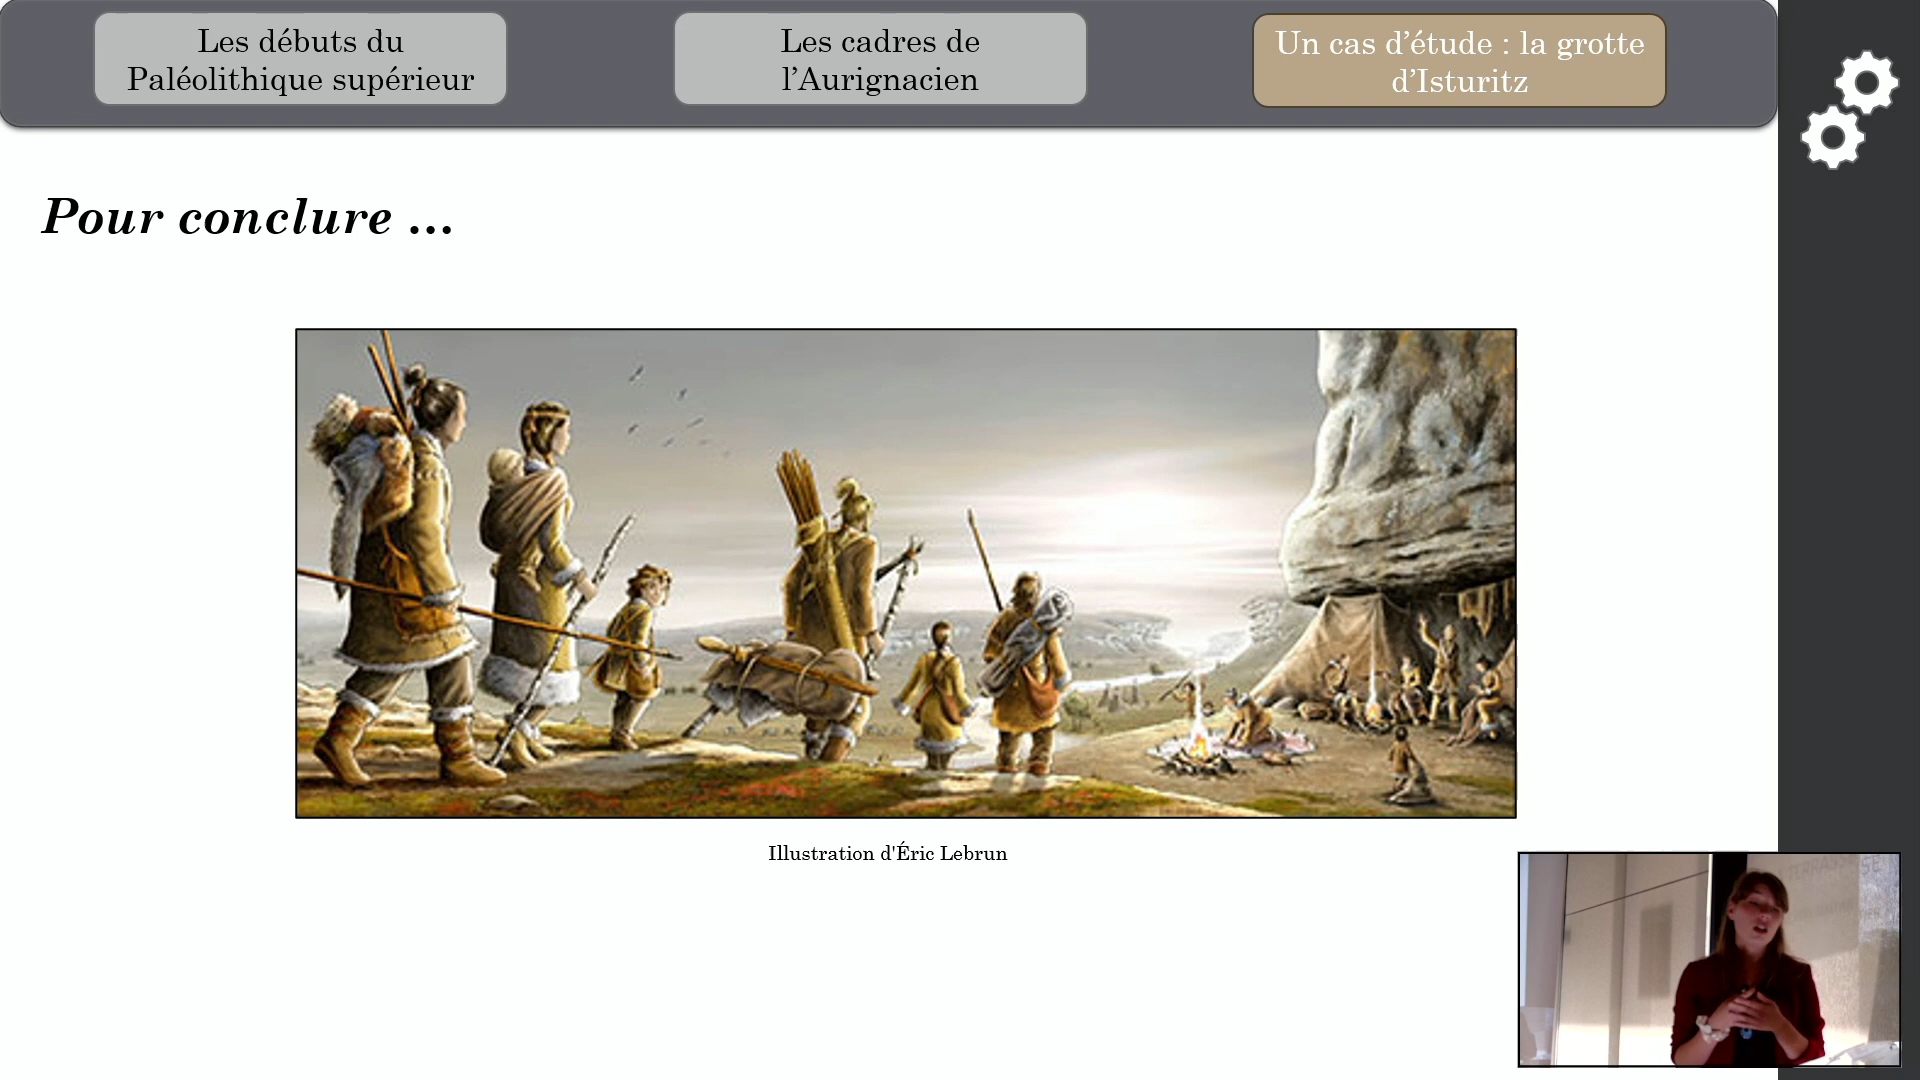 Les débuts du
Paléolithique supérieur
Les cadres de
l’Aurignacien
Un cas d’étude : la grotte
d’Isturitz
Pour conclure ...
Illustration d'Éric Lebrun